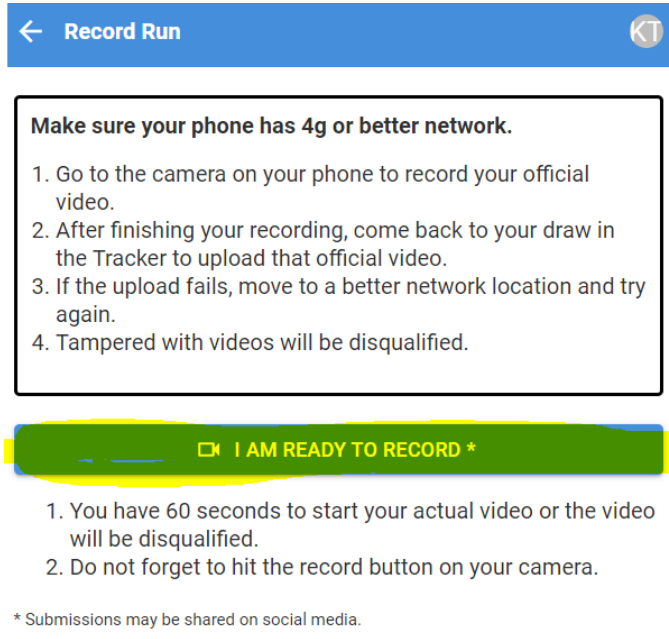 Record Run
KT
Make sure your phone has 4g or better network.
1. Go to the camera on your phone to record your official
video.
2. After finishing your recording, come back to your draw in
the Tracker to upload that official video.
3. If the upload fails, move to a better network location and try
again.
4. Tampered with videos will be disqualified.
I AM READY TO RECORD *
1. You have 60 seconds to start your actual video or the video
will be disqualified.
2. Do not forget to hit the record button on your camera.
* Submissions may be shared on social media.